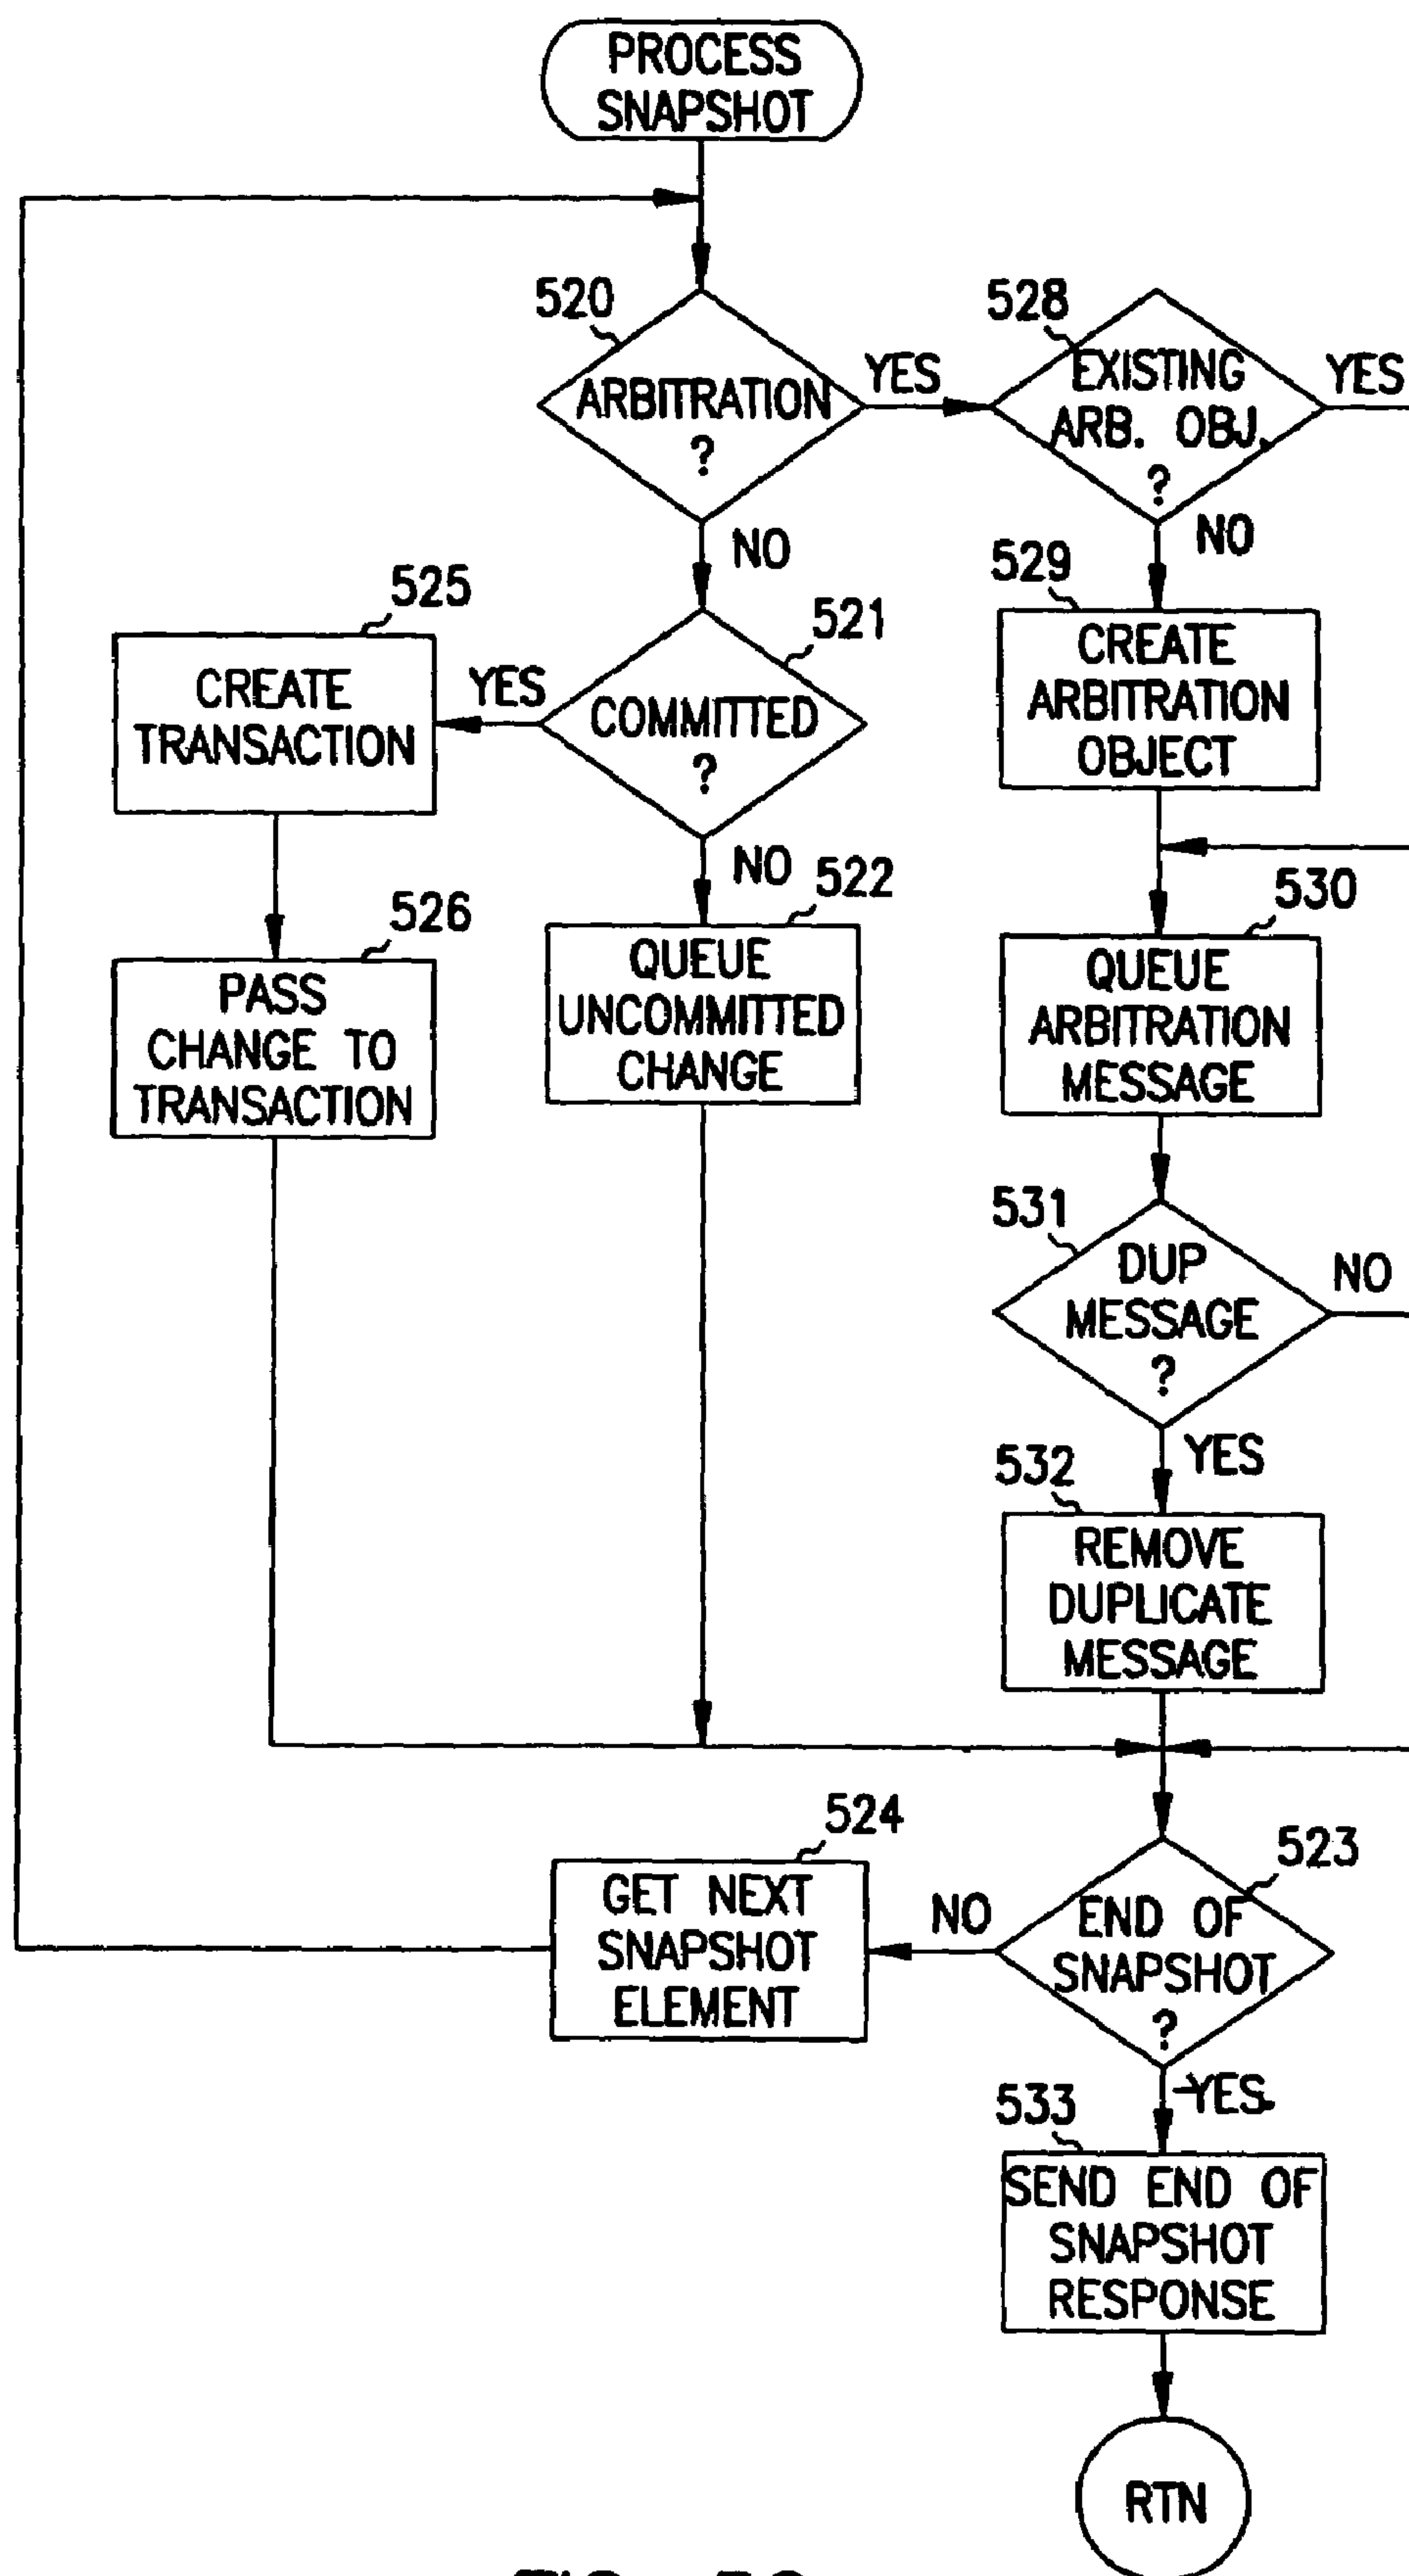 PROCESS
SNAPSHOT
520
ARBITRATION
?
YES
NO
528
EXISTING
ARB. OBJ.
?
YES
NO
529
CREATE
ARBITRATION
OBJECT
525
CREATE
TRANSACTION
YES
521
COMMITTED
?
NO
526
PASS
CHANGE TO
TRANSACTION
522
QUEUE
UNCOMMITTED
CHANGE
530
QUEUE
ARBITRATION
MESSAGE
531
DUP
MESSAGE
?
NO
YES
532
REMOVE
DUPLICATE
MESSAGE
524
GET NEXT
SNAPSHOT
ELEMENT
NO
523
END OF
SNAPSHOT
?
YES
533
SEND END OF
SNAPSHOT
RESPONSE
RTN